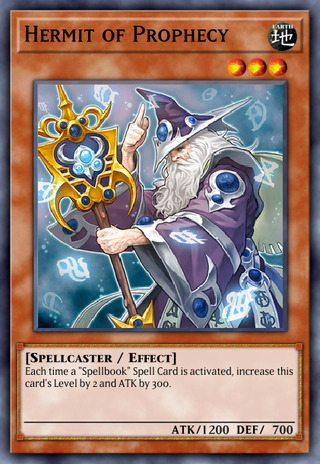 Hermit of Prophecy
EARTH
地
[Spellcaster / Effect]
Each time a "Spellbook" Spell Card is activated, increase this
card's Level by 2 and ATK by 300.
ATK/1200 DEF/ 700